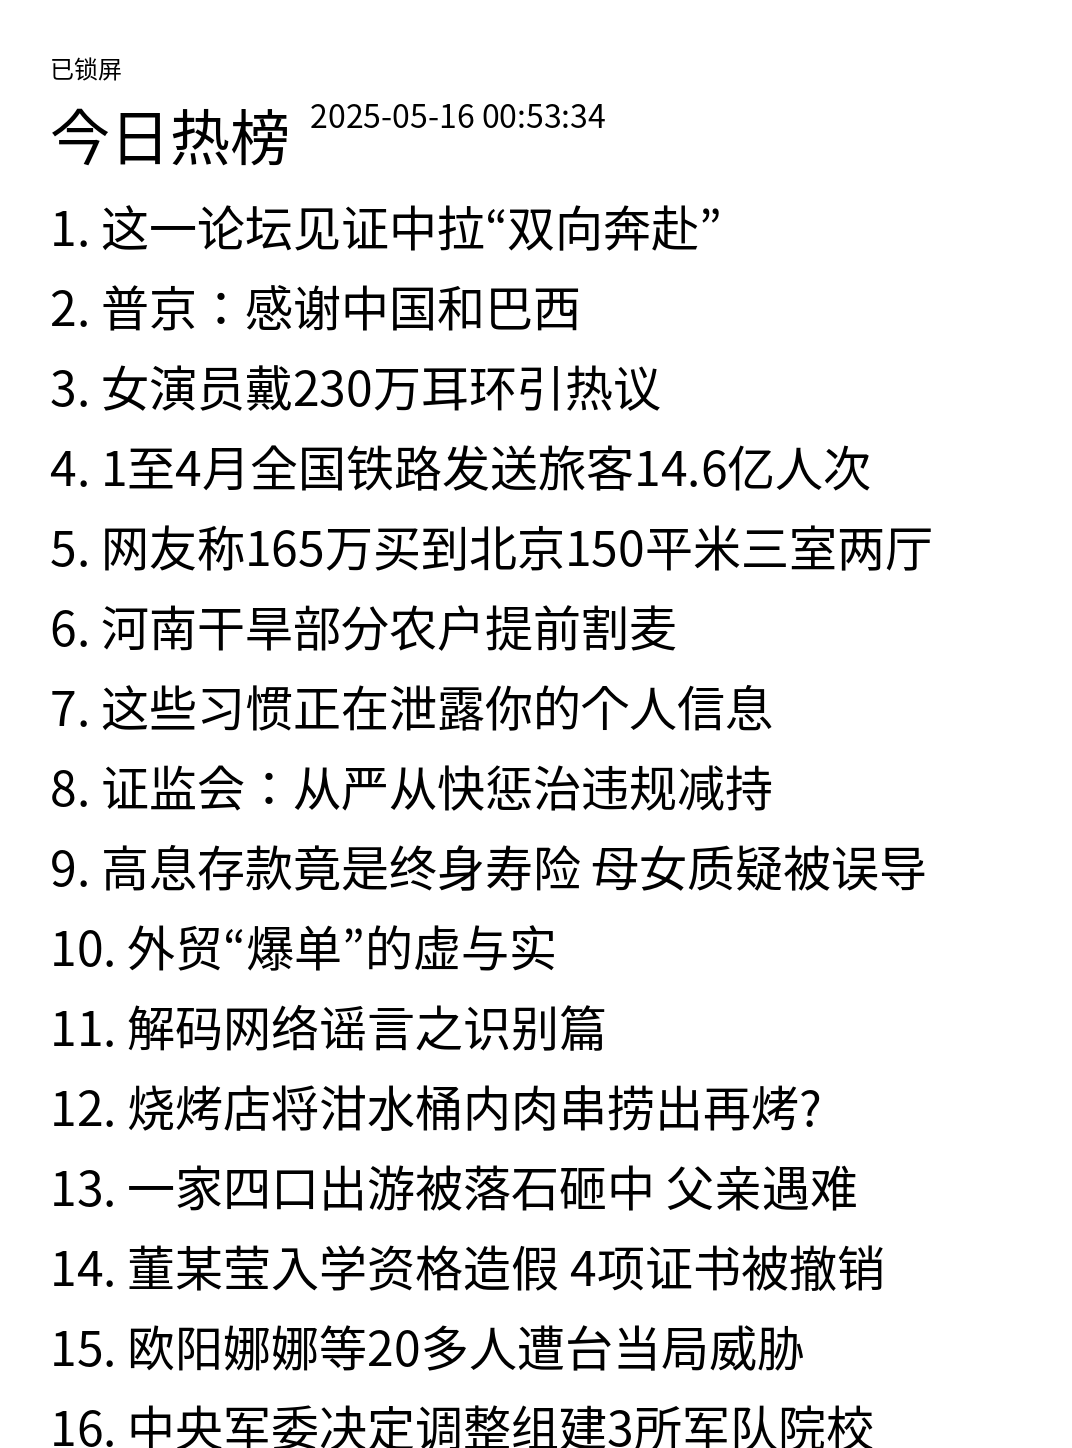 已锁屏
今日热榜 2025-05-16 00:53:34
1. 这一论坛见证中拉“双向奔赴”
2. 普京：感谢中国和巴西
3. 女演员戴230万耳环引热议
4. 1至4月全国铁路发送旅客14.6亿人次
5. 网友称165万买到北京150平米三室两厅
6. 河南干旱部分农户提前割麦
7. 这些习惯正在泄露你的个人信息
8. 证监会：从严从快惩治违规减持
9. 高息存款竟是终身寿险 母女质疑被误导
10. 外贸“爆单”的虚与实
11. 解码网络谣言之识别篇
12. 烧烤店将泔水桶内肉串捞出再烤?
13. 一家四口出游被落石砸中 父亲遇难
14. 董某莹入学资格造假 4项证书被撤销
15. 欧阳娜娜等20多人遭台当局威胁
16. 中央军委决定调整组建3所军队院校